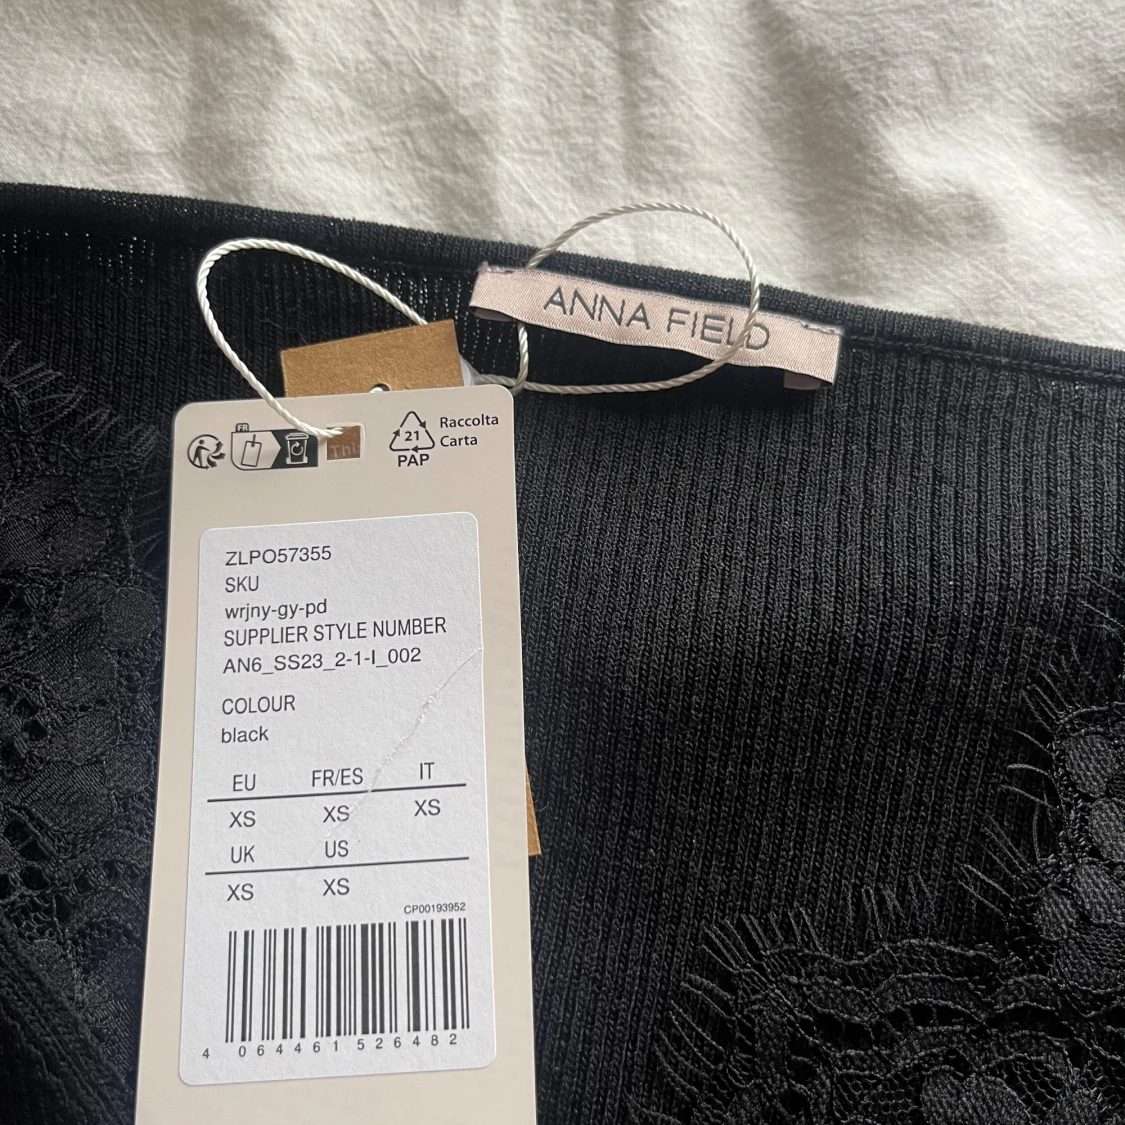 ANNA FIELD
FR
Thi
21
PAP
Raccolta
Carta
ZLPO57355
SKU
wrjny-gy-pd
SUPPLIER STYLE NUMBER
AN6_SS23_2-1-I_002
COLOUR
black
EU FR/ES IT
XS XS XS
UK US
XS XS
CP00193952
4 064461 526482